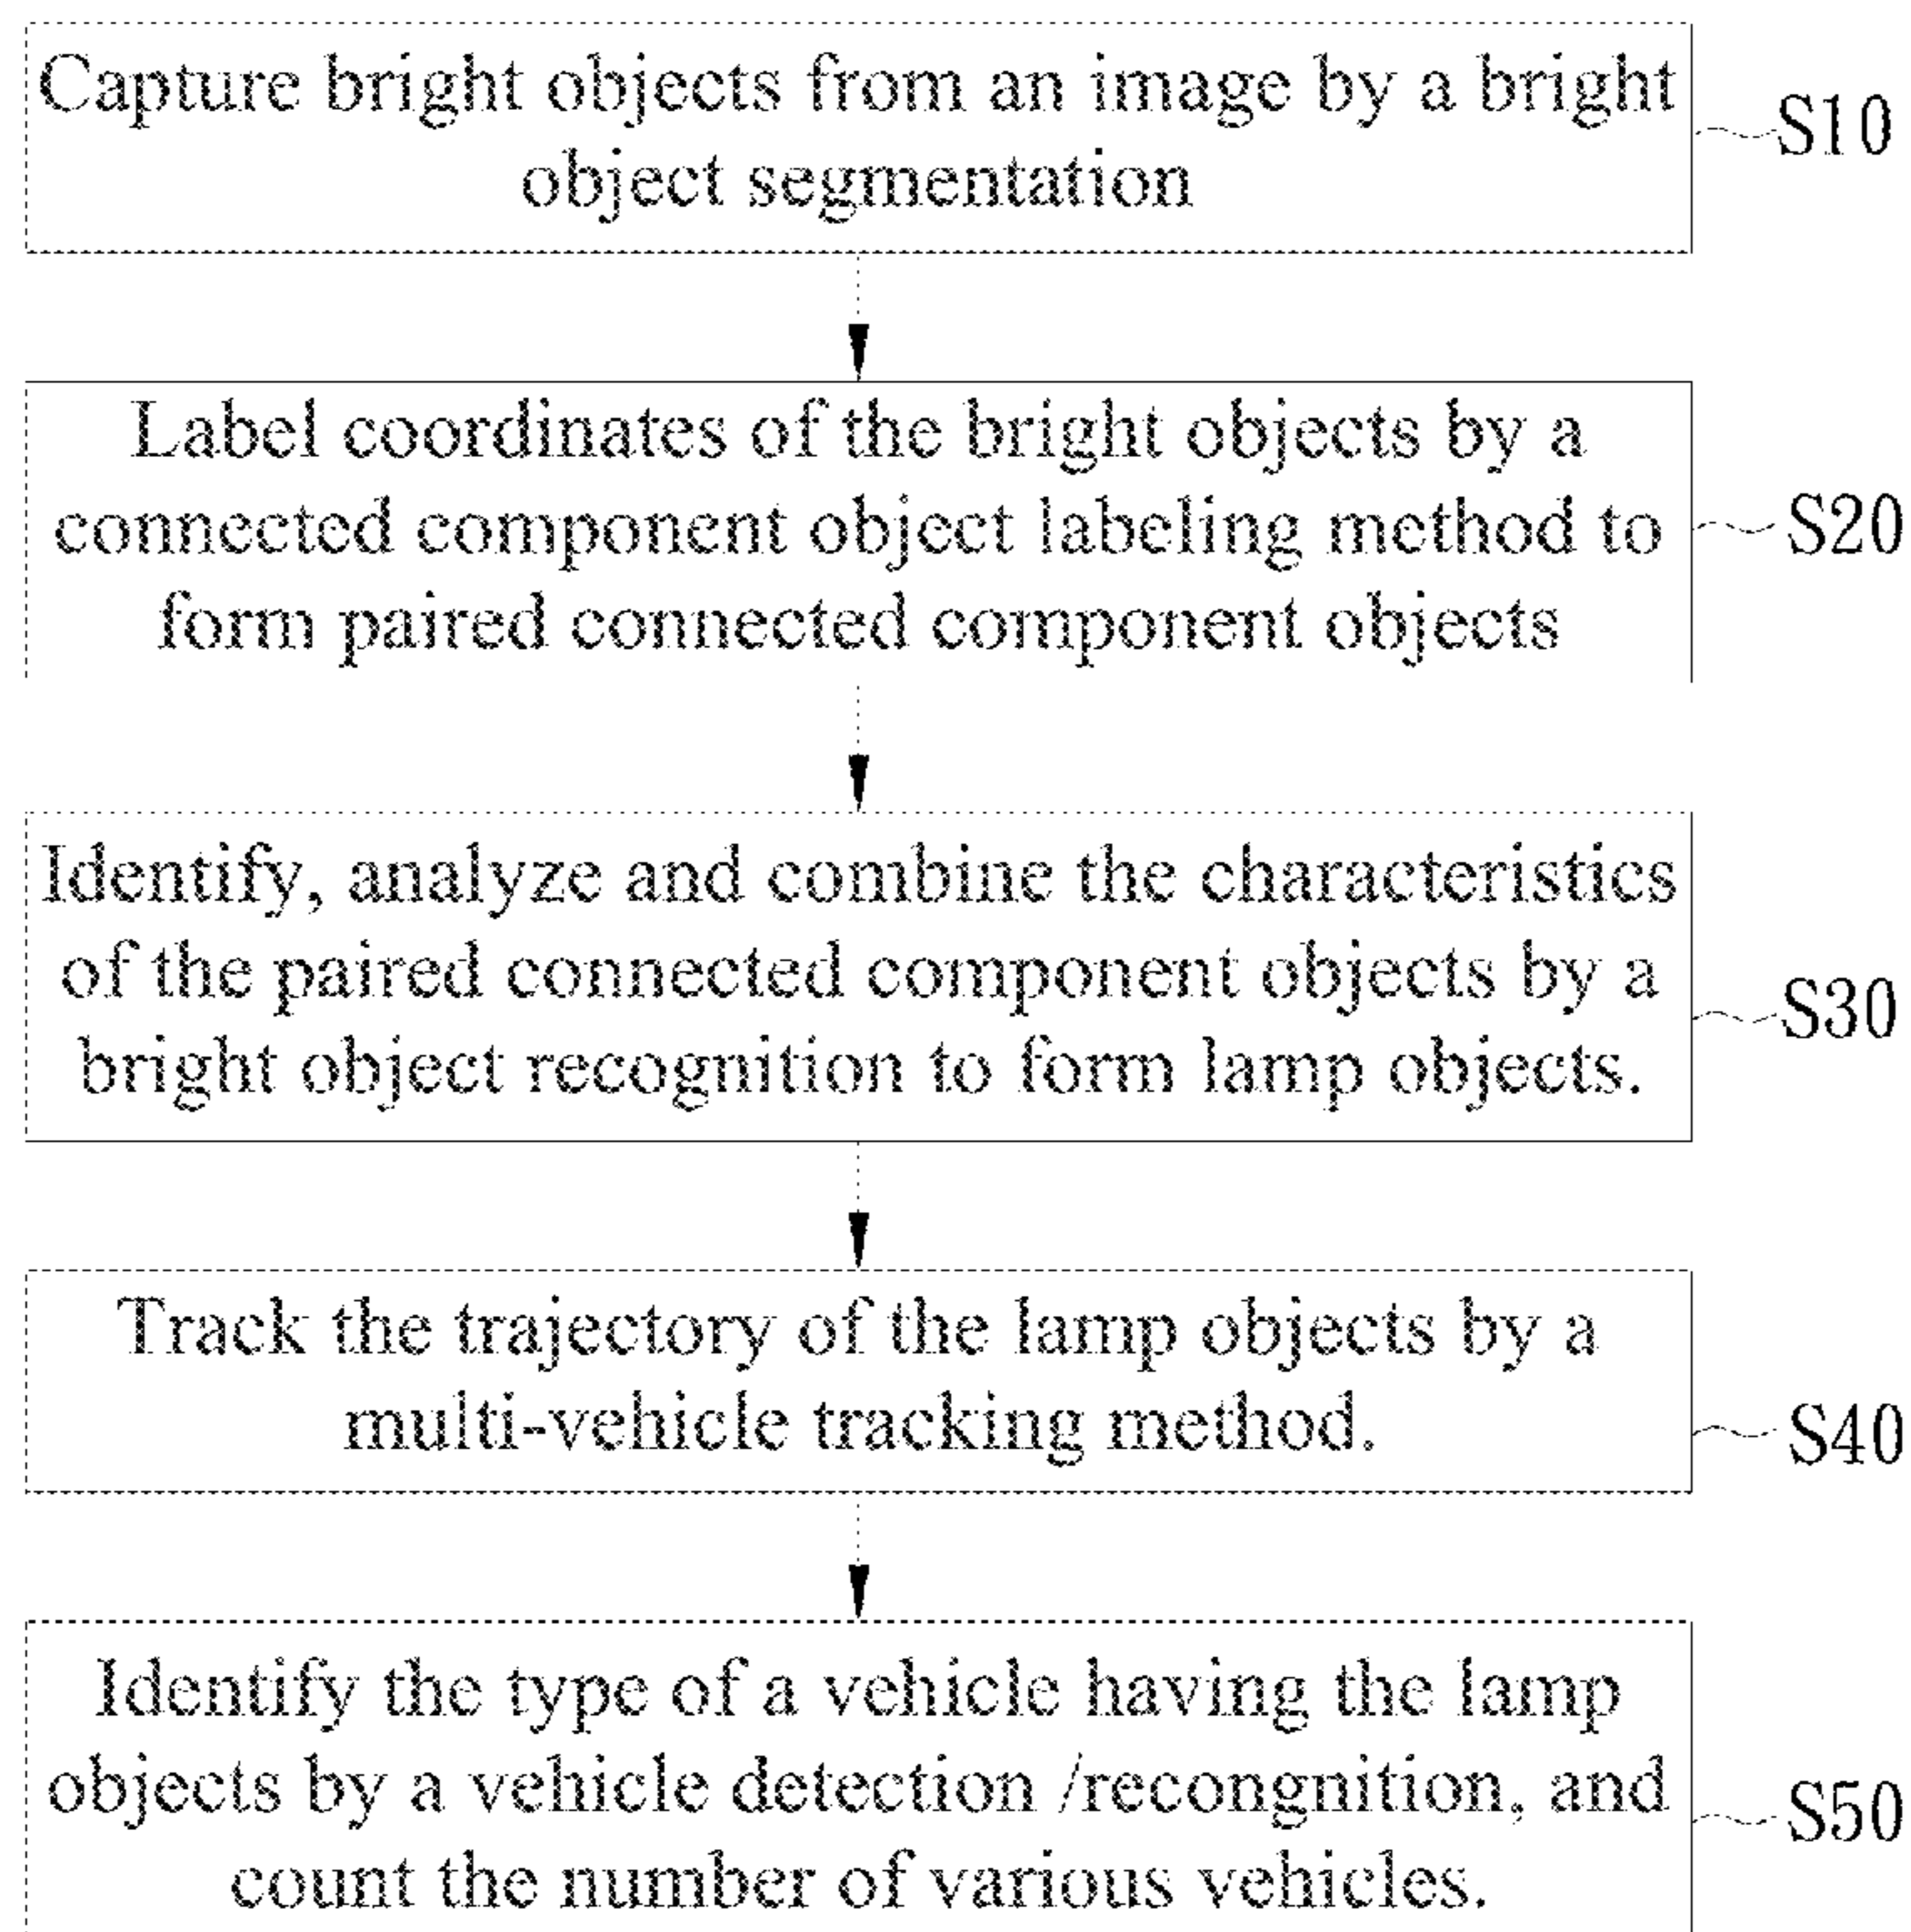 Capture bright objects from an image by a bright
object segmentation
S10
Label coordinates of the bright objects by a
connected component object labeling method to
form paired connected component objects
S20
Identify, analyze and combine the characteristics
of the paired connected component objects by a
bright object recognition to form lamp objects.
S30
Track the trajectory of the lamp objects by a
multi-vehicle tracking method.
S40
Identify the type of a vehicle having the lamp
objects by a vehicle detection /recongnition, and
count the number of various vehicles.
S50